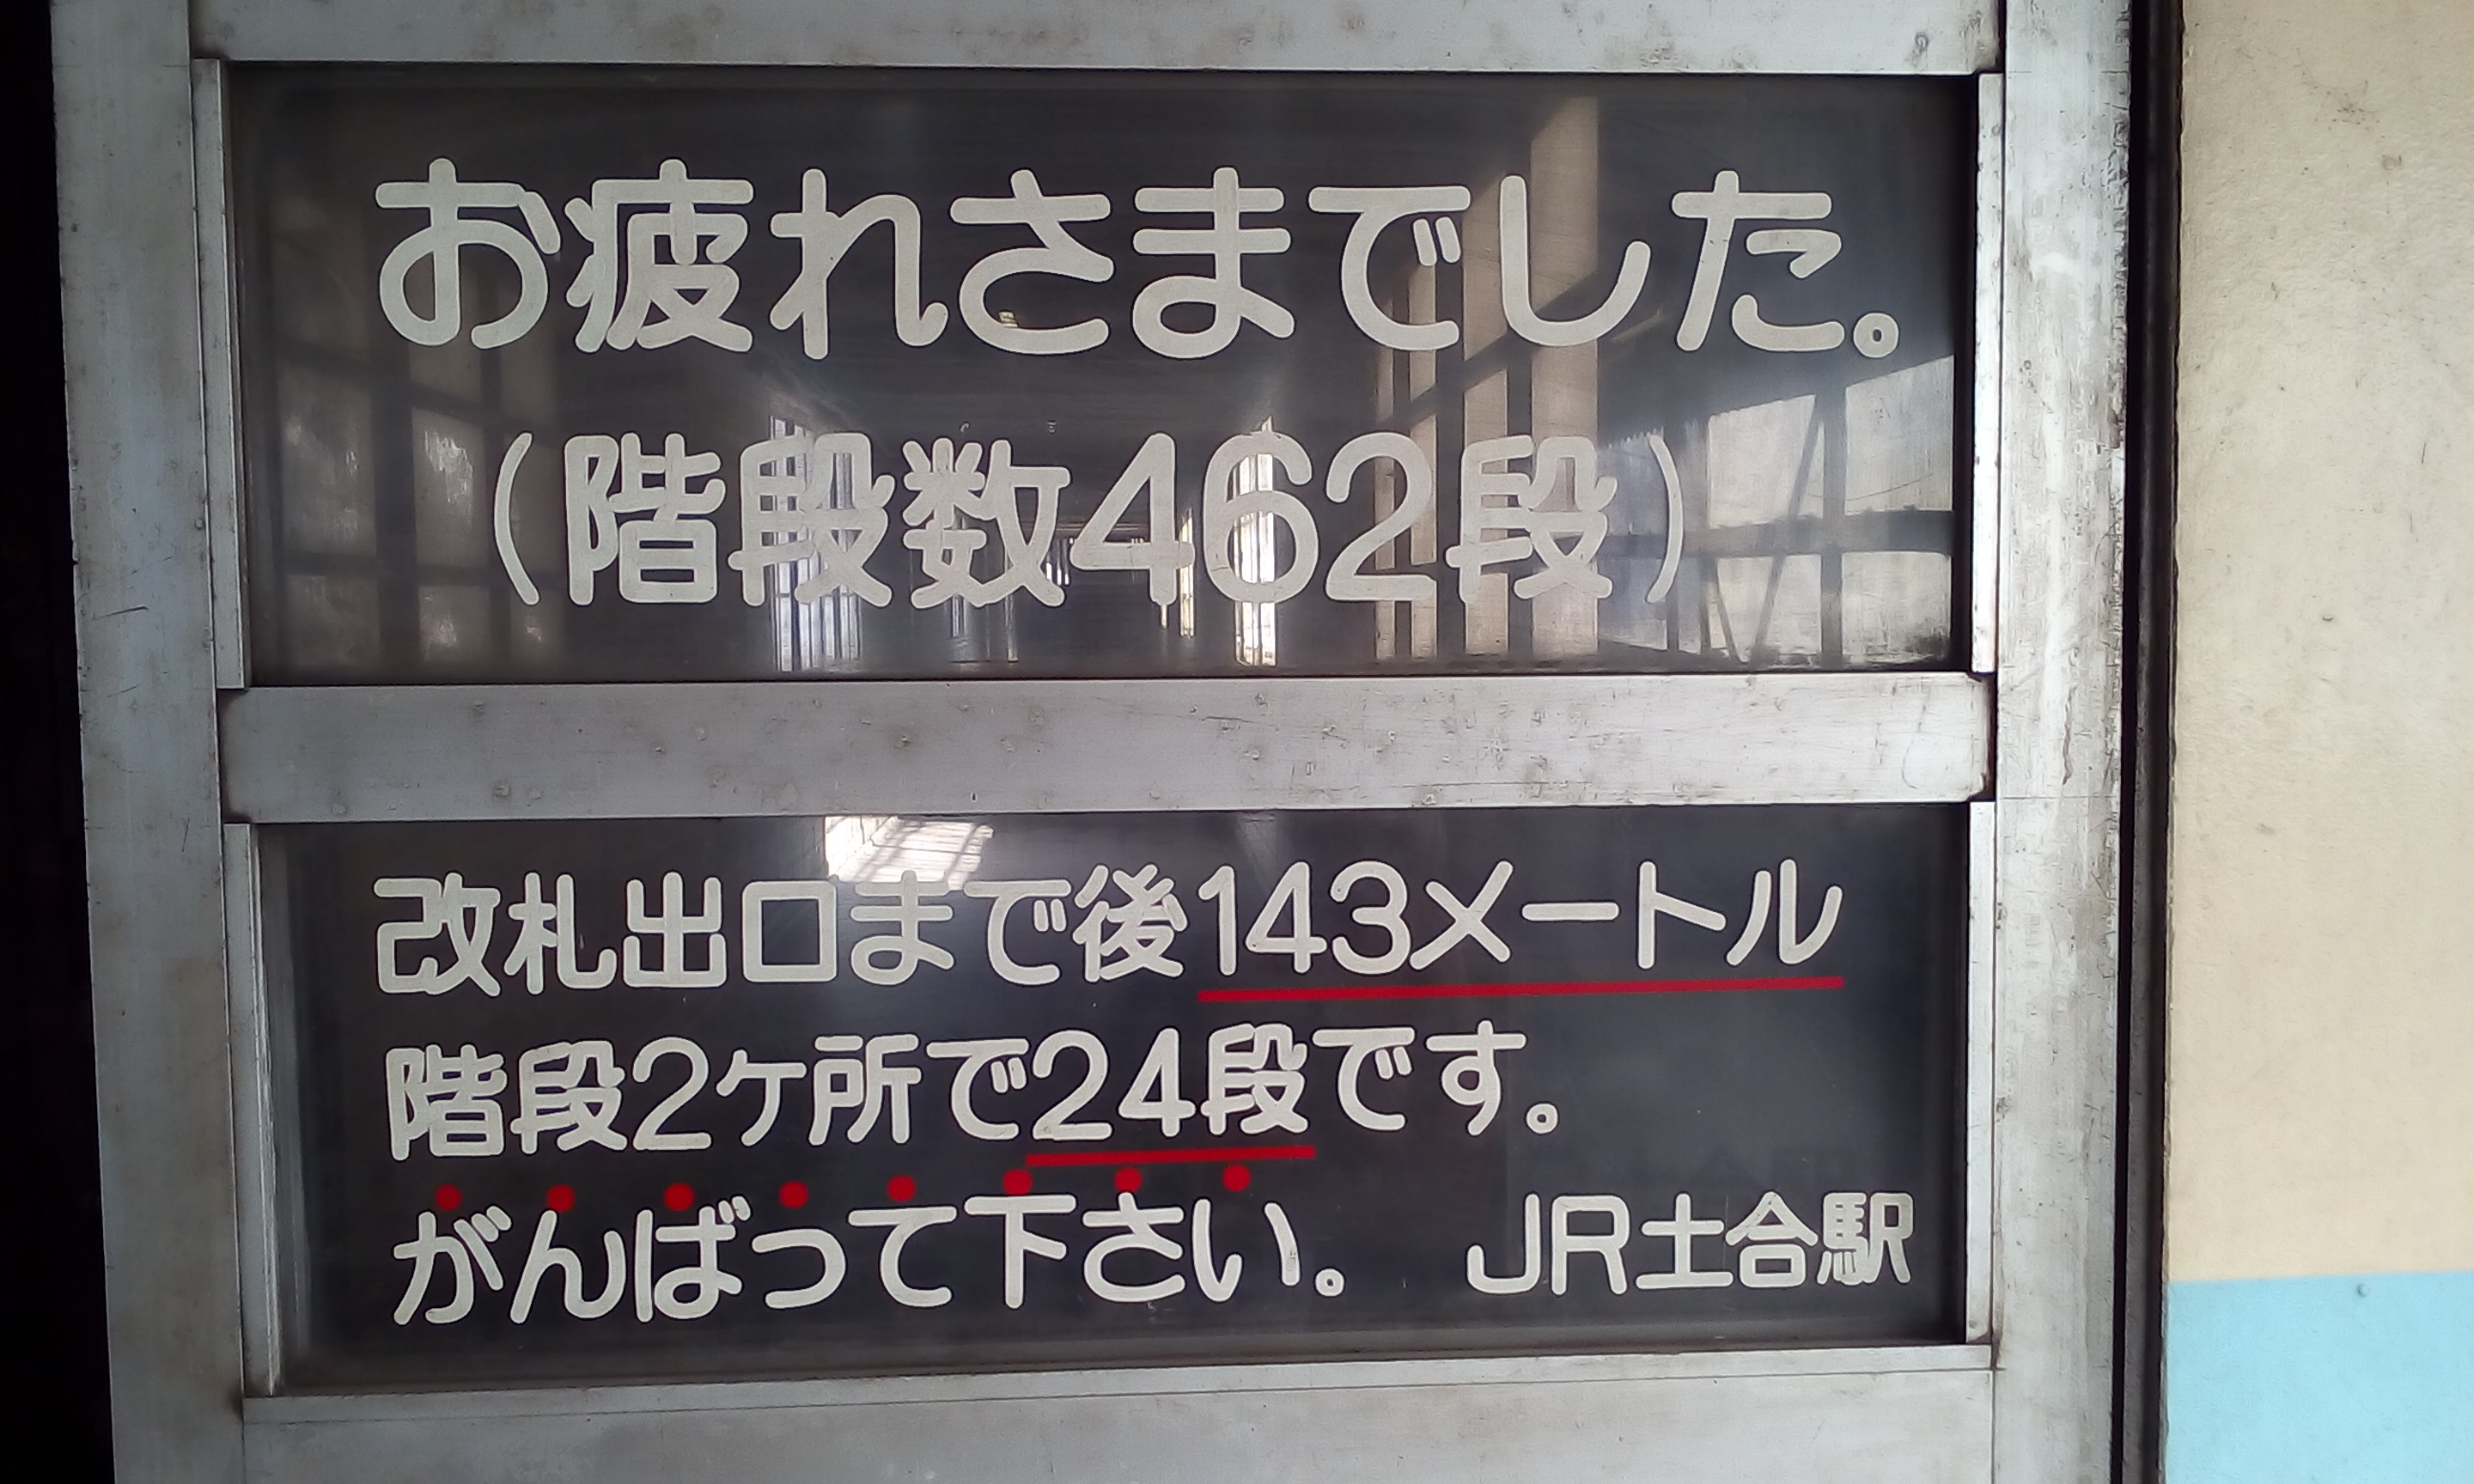 お疲れさまでした。
(階段数462段)
改札出口まで後143メートル
階段2ヶ所で24段です。
がんばって下さい。 JR土合駅